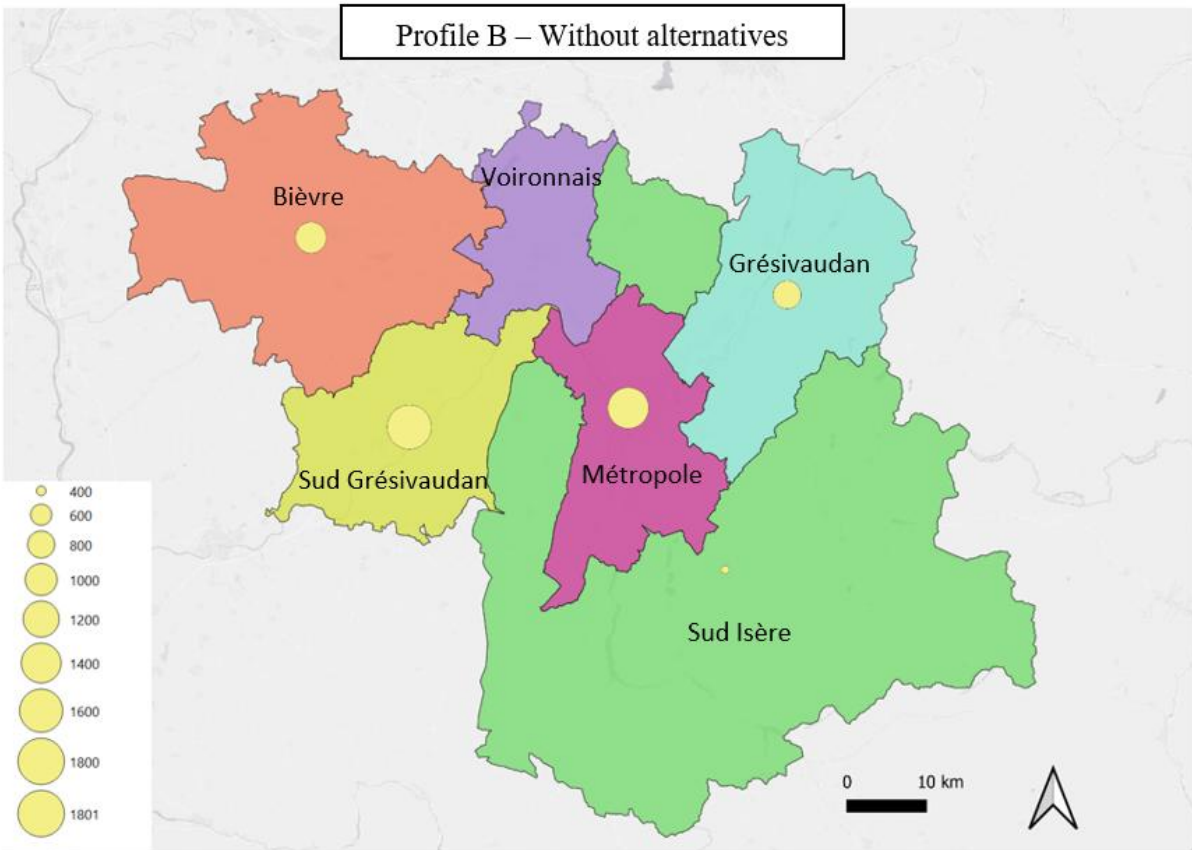 Profile B – Without alternatives
Voironnais
Bièvre
Grésivaudan
Sud Grésivaudan
Métropole
Sud Isère
400
600
800
1000
1200
1400
1600
1800
1801
0 10 km